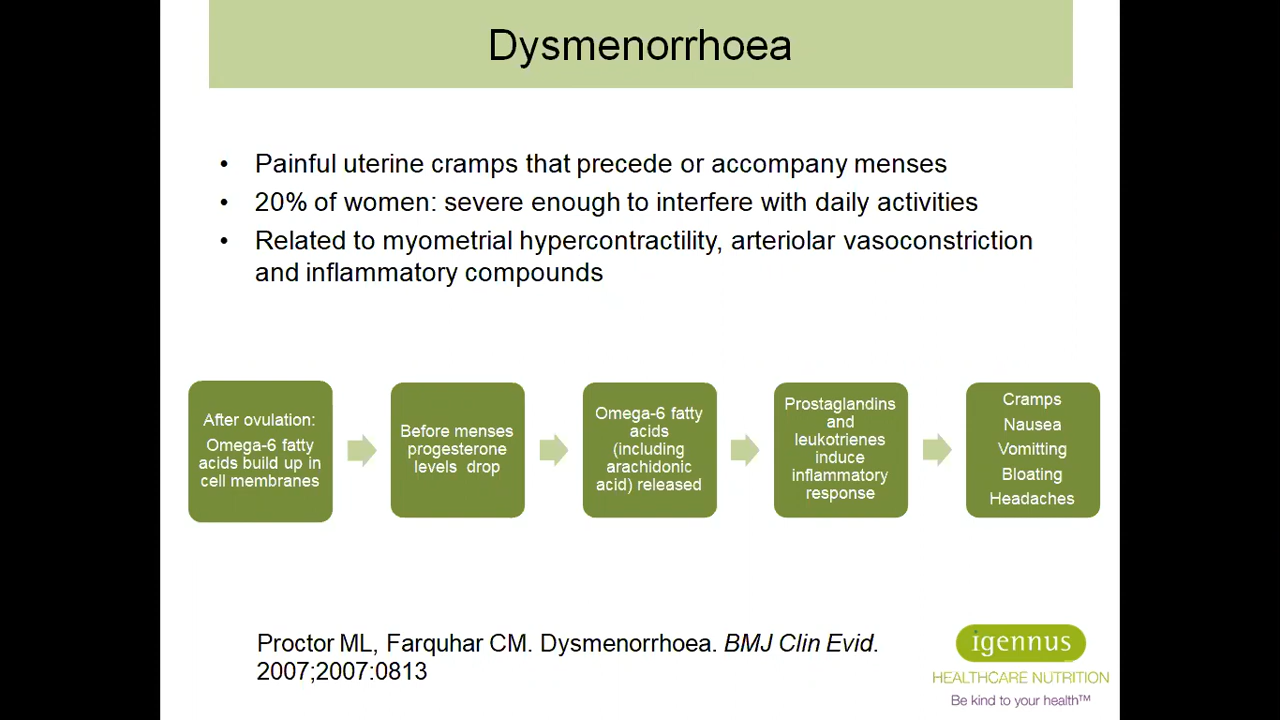 Dysmenorrhoea
• Painful uterine cramps that precede or accompany menses
• 20% of women: severe enough to interfere with daily activities
• Related to myometrial hypercontractility, arteriolar vasoconstriction
and inflammatory compounds
After ovulation:
Omega-6 fatty
acids build up in
cell membranes
Before menses
progesterone
levels drop
Omega-6 fatty
acids
(including
arachidonic
acid) released
Prostaglandins
and
leukotrienes
induce
inflammatory
response
Cramps
Nausea
Vomitting
Bloating
Headaches
Proctor ML, Farquhar CM. Dysmenorrhoea. BMJ Clin Evid.
2007;2007:0813
igennus
HEALTHCARE NUTRITION
Be kind to your health™